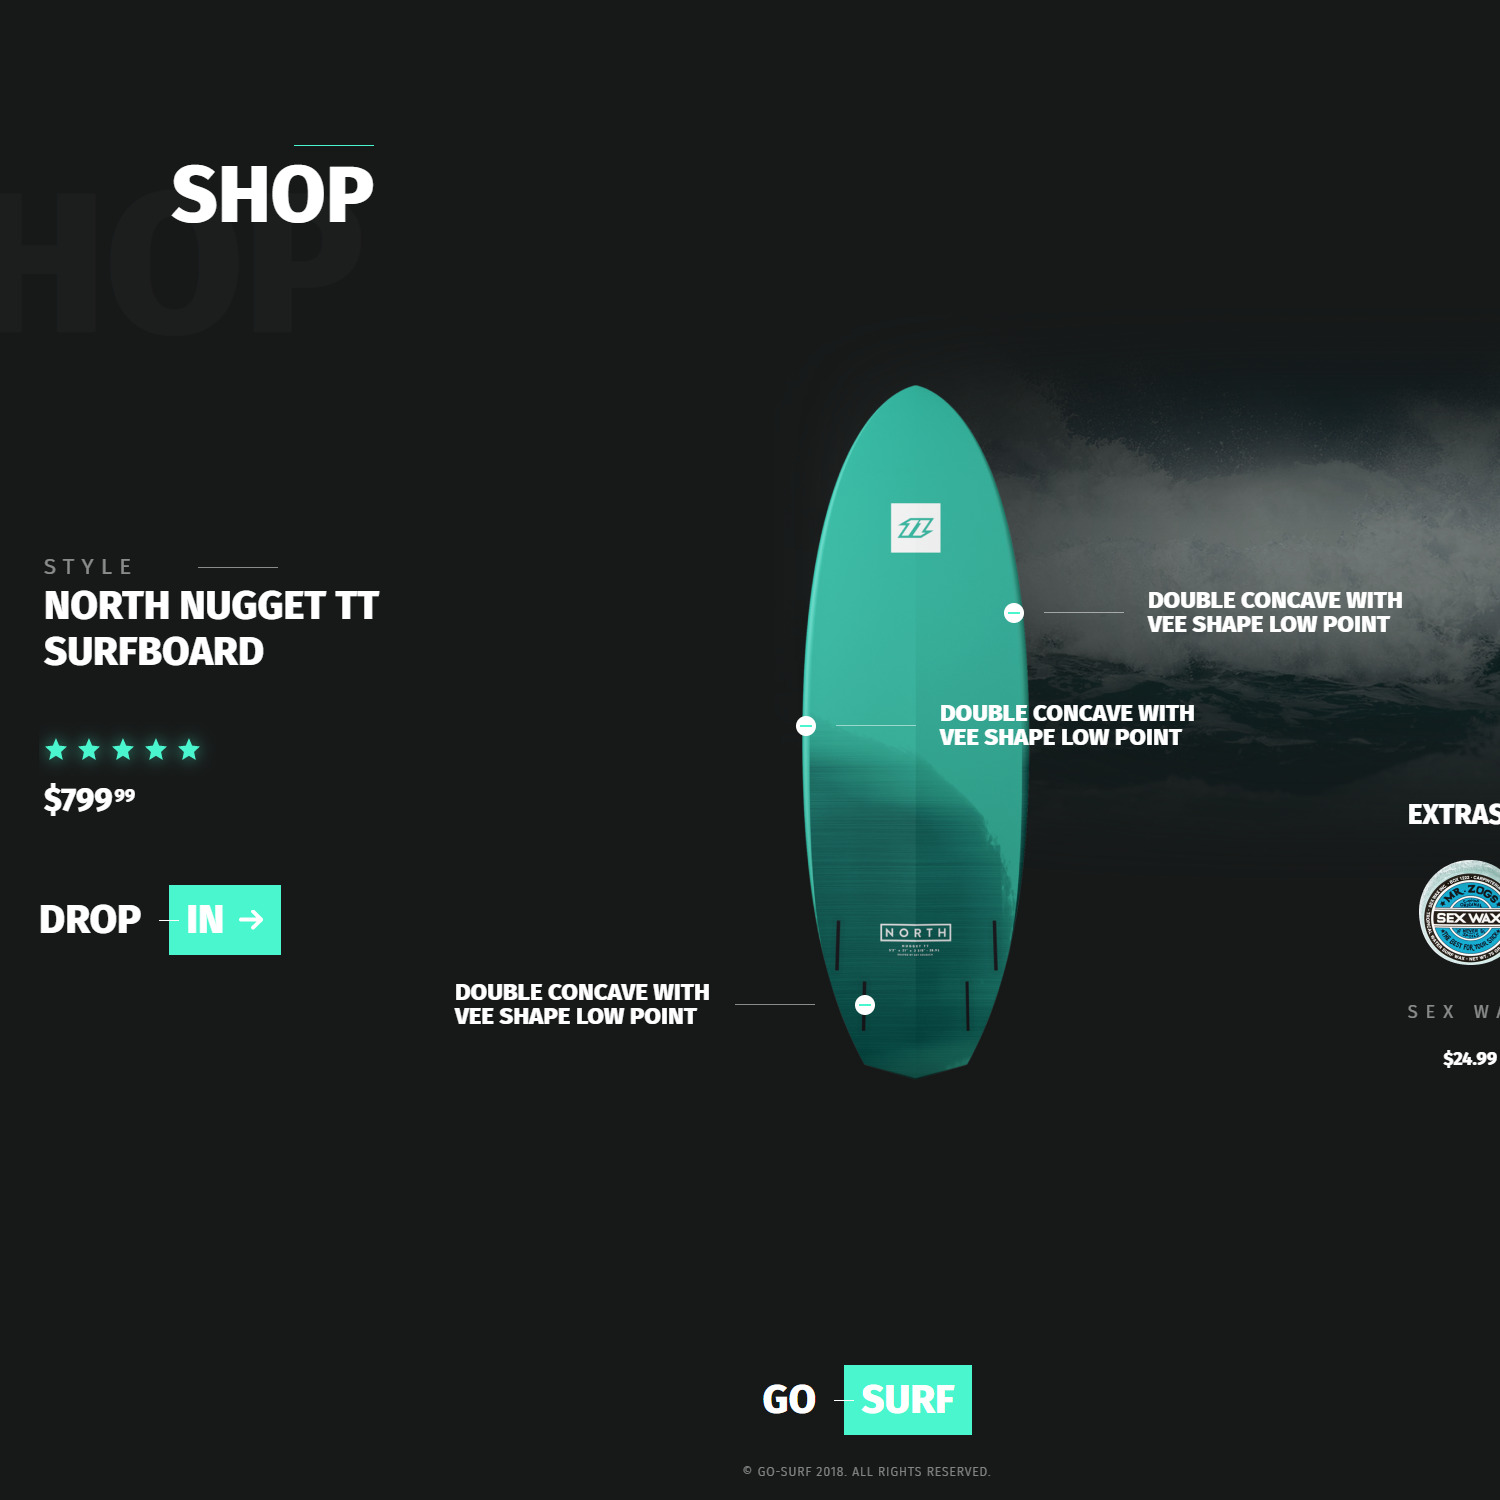 SHOP
HOP
STYLE
NORTH NUGGET TT
SURFBOARD
$799 99
DROP IN →
DOUBLE CONCAVE WITH
VEE SHAPE LOW POINT
DOUBLE CONCAVE WITH
VEE SHAPE LOW POINT
NORTH
DOUBLE CONCAVE WITH
VEE SHAPE LOW POINT
EXTRAS
MR. ZOGS
SEX WAX
SEX WA
$24.99
GO SURF
© GO-SURF 2018. ALL RIGHTS RESERVED.